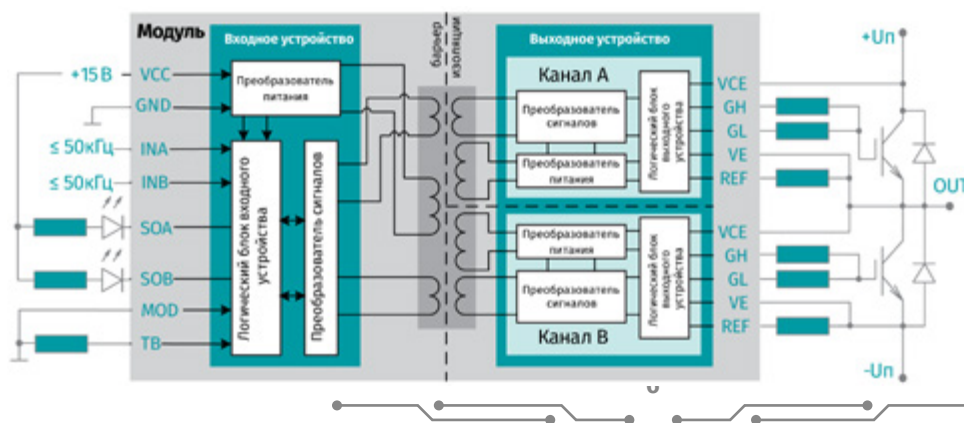 Модуль
Входное устройство
барьер
изоляции
Выходное устройство
+Uп
+15 В
VCC
GND
≤ 50кГц
INA
≤ 50кГц
INB
SOA
SOB
MOD
TB
Преобразователь
питания
Логический блок входного
устройства
Преобразователь сигналов
Канал A
Преобразователь
сигналов
Преобразователь
питания
Логический блок
выходного
устройства
VCE
GH
GL
VE
REF
OUT
Преобразователь
питания
Преобразователь
сигналов
Канал B
Логический блок
выходного
устройства
VCE
GH
GL
VE
REF
-Uп